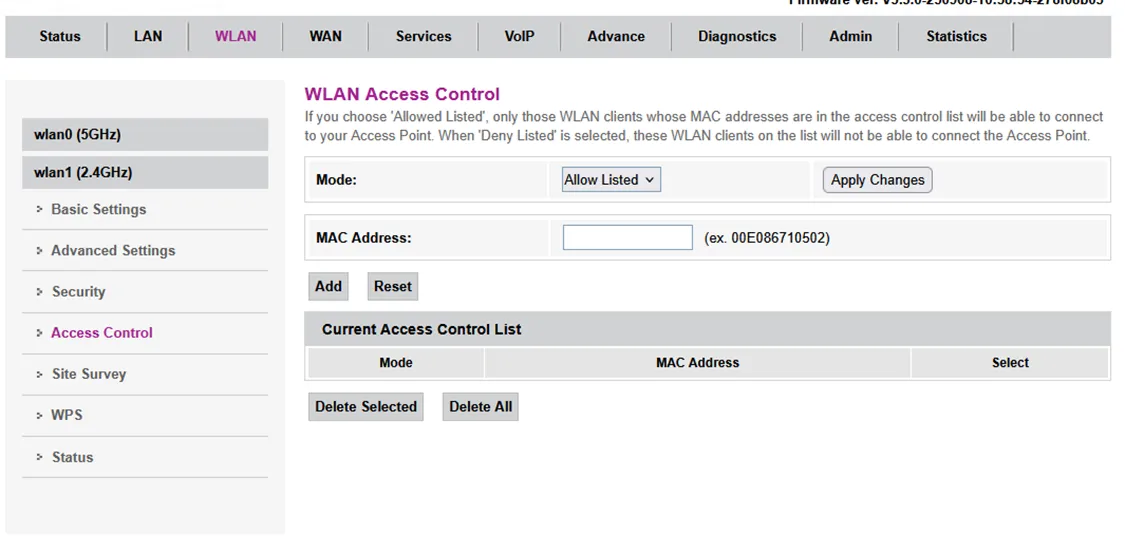 Status LAN WLAN WAN Services VoIP Advance Diagnostics Admin Statistics
wlan0 (5GHz)
wlan1 (2.4GHz)
Basic Settings
Advanced Settings
Security
Access Control
Site Survey
WPS
Status
WLAN Access Control
If you choose 'Allowed Listed', only those WLAN clients whose MAC addresses are in the access control list will be able to connect
to your Access Point. When 'Deny Listed' is selected, these WLAN clients on the list will not be able to connect the Access Point.
Mode: Allow Listed Apply Changes
MAC Address: (ex. 00E086710502)
Add Reset
Current Access Control List
Mode MAC Address Select
Delete Selected Delete All